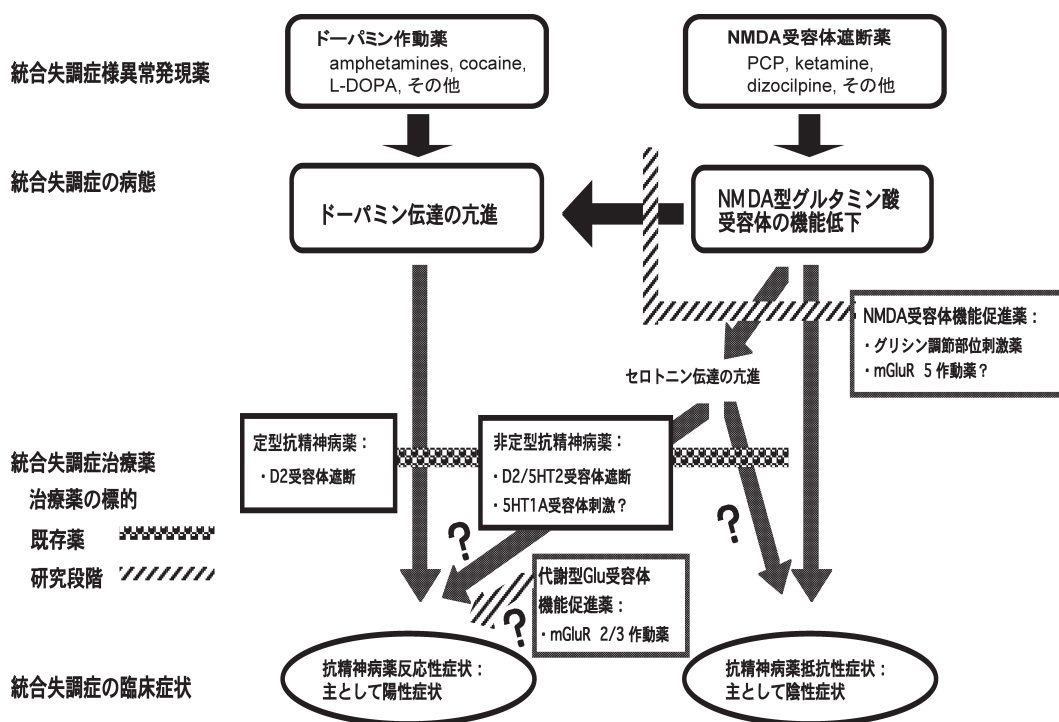 統合失調症様異常発現薬
ドーパミン作動薬
amphetamines, cocaine,
L-DOPA, その他
NMDA受容体遮断薬
PCP, ketamine,
dizocilpine, その他
統合失調症の病態
ドーパミン伝達の亢進
NMDA型グルタミン酸
受容体の機能低下
NMDA受容体機能促進薬：
・グリシン調節部位刺激薬
・mGluR 5 作動薬？
セロトニン伝達の亢進
統合失調症治療薬
治療薬の標的
既存薬
研究段階
定型抗精神病薬：
・D2受容体遮断
非定型抗精神病薬：
・D2/5HT2受容体遮断
・5HT1A受容体刺激？
?
?
代謝型Glu受容体
機能促進薬：
・mGluR 2/3 作動薬
?
統合失調症の臨床症状
抗精神病薬反応性症状：
主として陽性症状
抗精神病薬抵抗性症状：
主として陰性症状